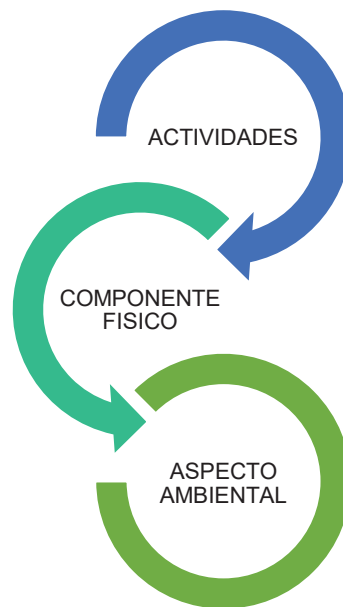 ACTIVIDADES
COMPONENTE
FISICO
ASPECTO
AMBIENTAL